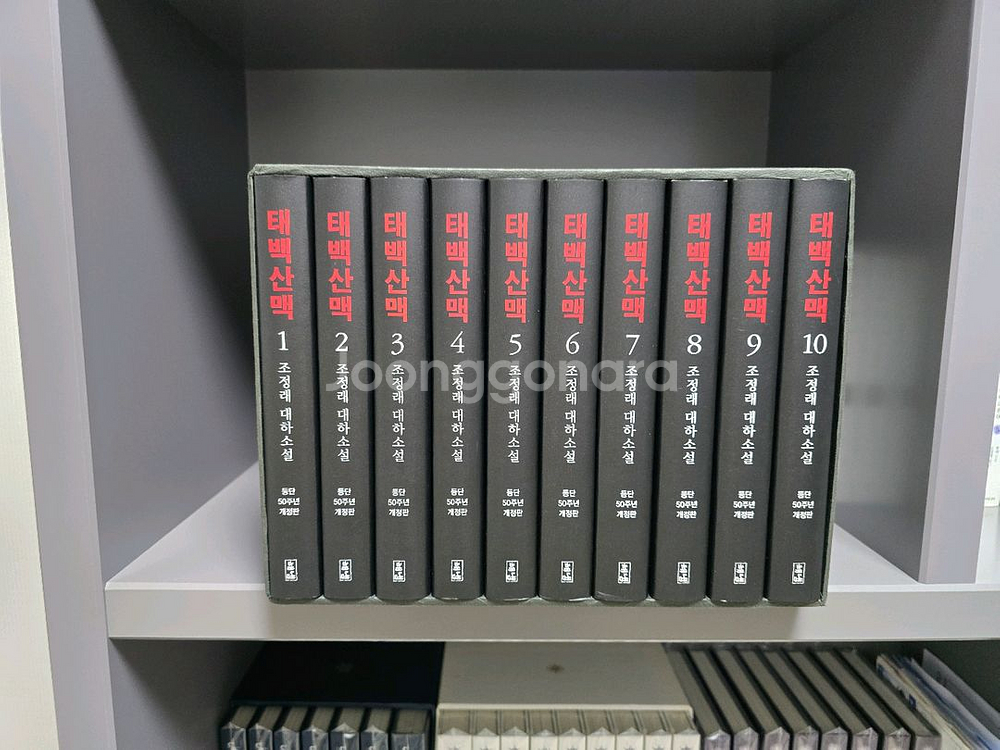 태백산맥
1
조정래 대하소설
등단
50주년
개정판
태백산맥
2
조정래 대하소설
등단
50주년
개정판
태백산맥
3
조정래 대하소설
등단
50주년
개정판
태백산맥
4
조정래 대하소설
등단
50주년
개정판
태백산맥
5
조정래 대하소설
등단
50주년
개정판
태백산맥
6
조정래 대하소설
등단
50주년
개정판
태백산맥
7
조정래 대하소설
등단
50주년
개정판
태백산맥
8
조정래 대하소설
등단
50주년
개정판
태백산맥
9
조정래 대하소설
등단
50주년
개정판
태백산맥
10
조정래 대하소설
등단
50주년
개정판
Joonggonara